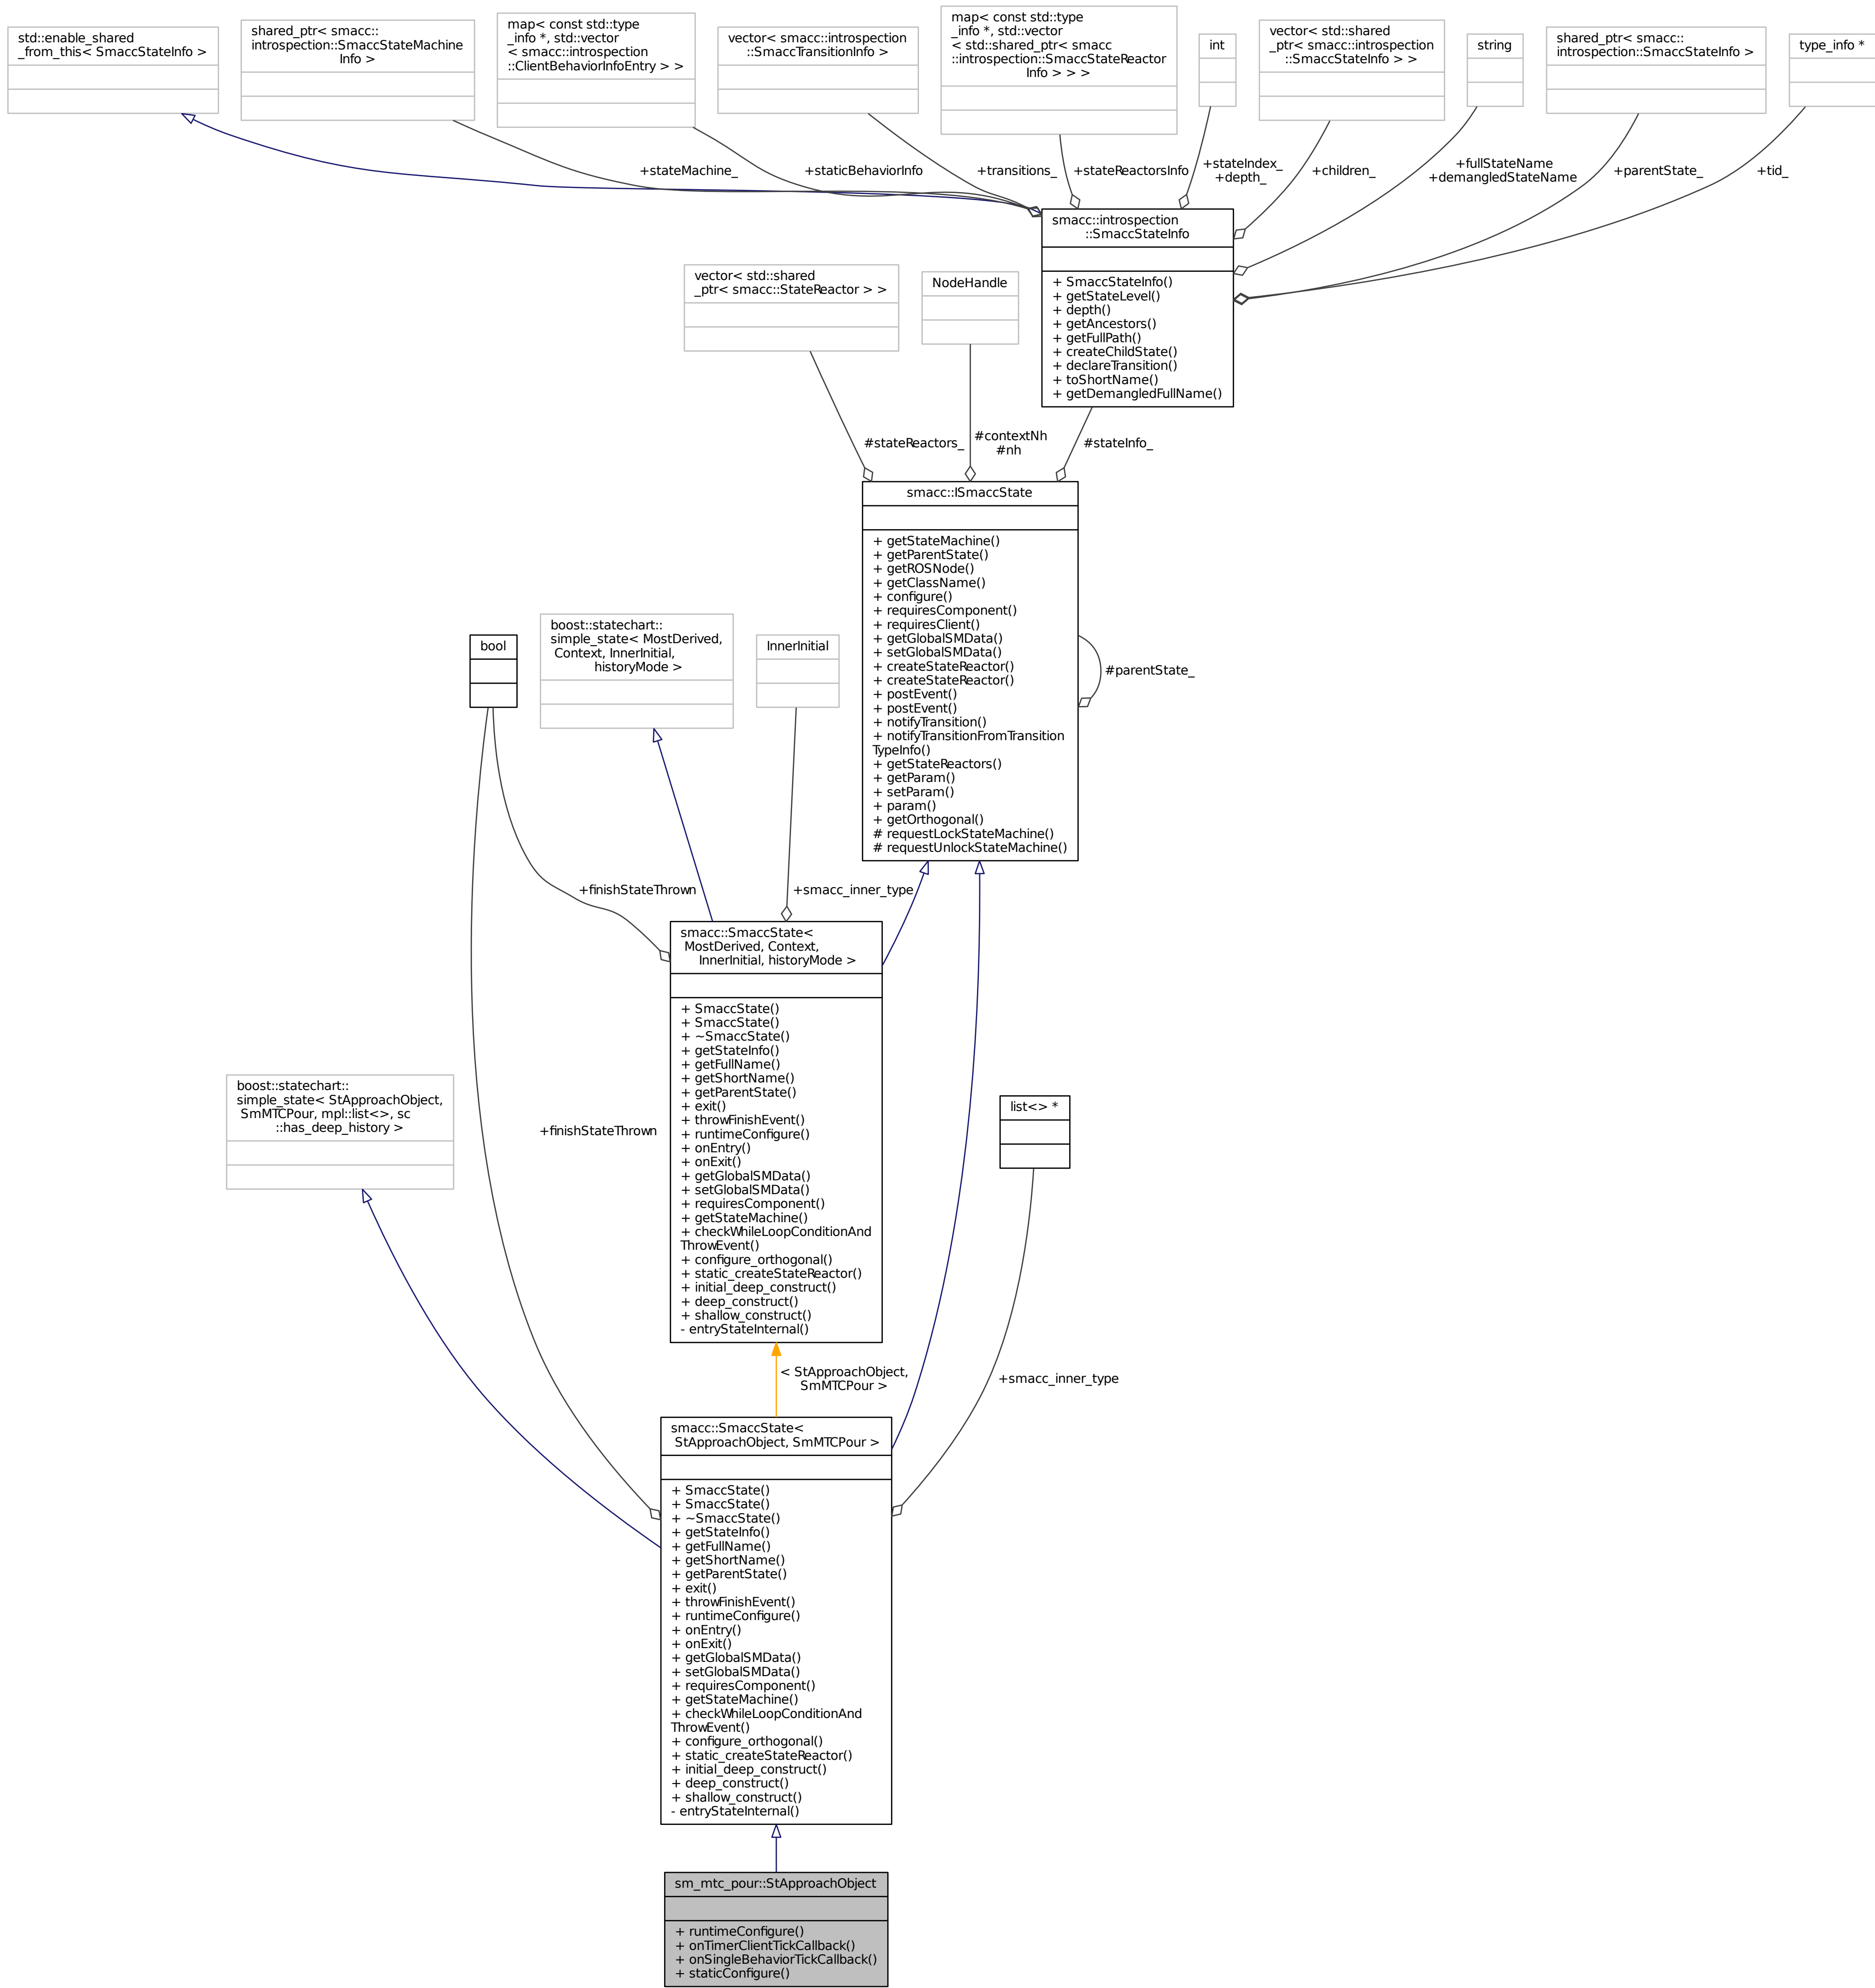 std::enable_shared
_from_this< SmaccStateInfo >
shared_ptr< smacc::
introspection::SmaccStateMachine
Info >
map< const std::type
_info *, std::vector
< smacc::introspection
::ClientBehaviorInfoEntry > >
vector< smacc::introspection
::SmaccTransitionInfo >
map< const std::type
_info *, std::vector
< std::shared_ptr< smacc
::introspection::SmaccStateReactor
Info > > >
int
vector< std::shared
_ptr< smacc::introspection
::SmaccStateInfo > >
string
shared_ptr< smacc::
introspection::SmaccStateInfo >
type_info *
+stateMachine_
+staticBehaviorInfo
+transitions_
+stateReactorsInfo
+stateIndex_
+depth_
+children_
+fullStateName
+demangledStateName
+parentState_
+tid_
smacc::introspection
::SmaccStateInfo
+ SmaccStateInfo()
+ getStateLevel()
+ depth()
+ getAncestors()
+ getFullPath()
+ createChildState()
+ declareTransition()
+ toShortName()
+ getDemangledFullName()
vector< std::shared
_ptr< smacc::StateReactor > >
NodeHandle
#stateReactors_
#contextNh
#nh
#stateInfo_
smacc::ISmaccState
+ getStateMachine()
+ getParentState()
+ getROSNode()
+ getClassName()
+ configure()
+ requiresComponent()
+ requiresClient()
+ getGlobalSMData()
+ setGlobalSMData()
+ createStateReactor()
+ createStateReactor()
+ postEvent()
+ postEvent()
+ notifyTransition()
+ notifyTransitionFromTransition
TypeInfo()
+ getStateReactors()
+ getParam()
+ setParam()
+ param()
+ getOrthogonal()
# requestLockStateMachine()
# requestUnlockStateMachine()
#parentState_
bool
boost::statechart::
simple_state< MostDerived,
Context, InnerInitial,
historyMode >
InnerInitial
+finishStateThrown
+smacc_inner_type
smacc::SmaccState<
MostDerived, Context,
InnerInitial, historyMode >
+ SmaccState()
+ SmaccState()
+ ~SmaccState()
+ getStateInfo()
+ getFullName()
+ getShortName()
+ getParentState()
+ exit()
+ throwFinishEvent()
+ runtimeConfigure()
+ onEntry()
+ onExit()
+ getGlobalSMData()
+ setGlobalSMData()
+ requiresComponent()
+ getStateMachine()
+ checkWhileLoopConditionAnd
ThrowEvent()
+ configure_orthogonal()
+ static_createStateReactor()
+ initial_deep_construct()
+ deep_construct()
+ shallow_construct()
- entryStateInternal()
boost::statechart::
simple_state< StApproachObject,
SmMTCPour, mpl::list<>, sc
::has_deep_history >
+finishStateThrown
list<> *
< StApproachObject,
SmMTCPour >
+smacc_inner_type
smacc::SmaccState<
StApproachObject, SmMTCPour >
+ SmaccState()
+ SmaccState()
+ ~SmaccState()
+ getStateInfo()
+ getFullName()
+ getShortName()
+ getParentState()
+ exit()
+ throwFinishEvent()
+ runtimeConfigure()
+ onEntry()
+ onExit()
+ getGlobalSMData()
+ setGlobalSMData()
+ requiresComponent()
+ getStateMachine()
+ checkWhileLoopConditionAnd
ThrowEvent()
+ configure_orthogonal()
+ static_createStateReactor()
+ initial_deep_construct()
+ deep_construct()
+ shallow_construct()
- entryStateInternal()
sm_mtc_pour::StApproachObject
+ runtimeConfigure()
+ onTimerClientTickCallback()
+ onSingleBehaviorTickCallback()
+ staticConfigure()